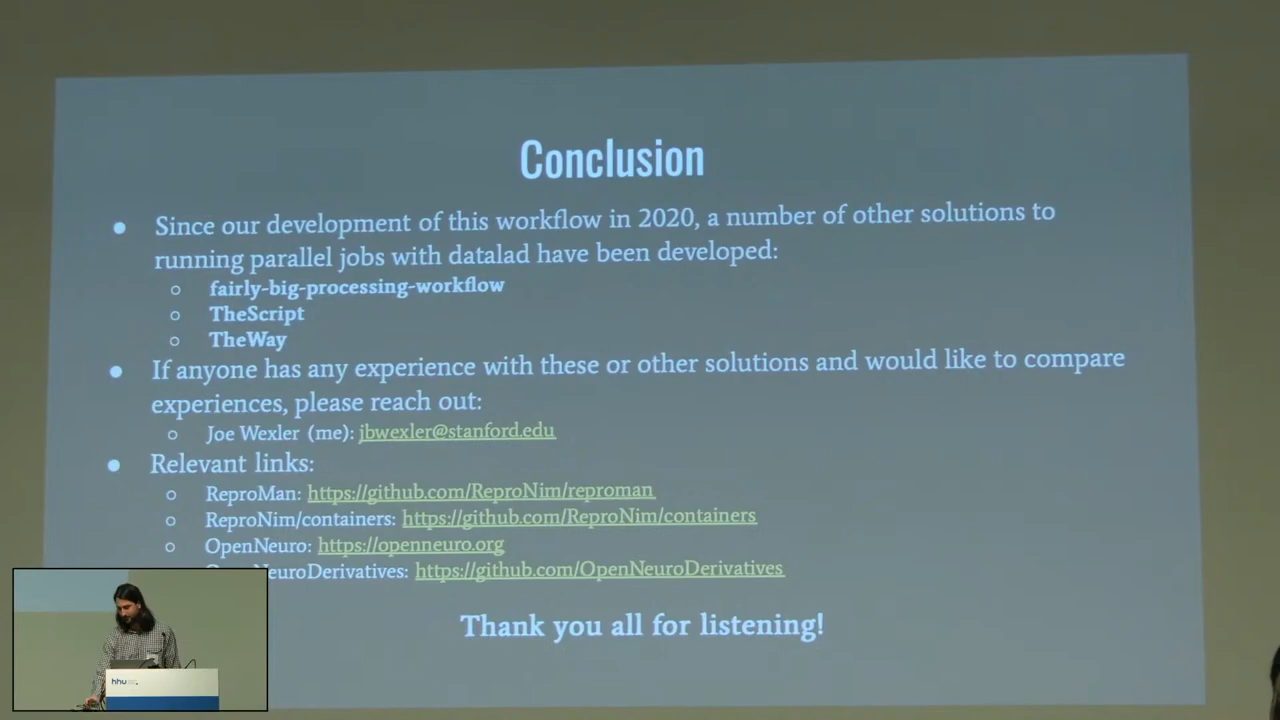 Conclusion
● Since our development of this workflow in 2020, a number of other solutions to
running parallel jobs with datalad have been developed:
○ fairly-big-processing-workflow
○ TheScript
○ TheWay
● If anyone has any experience with these or other solutions and would like to compare
experiences, please reach out:
○ Joe Wexler (me): jbwexler@stanford.edu
● Relevant links:
○ ReproMan: https://github.com/ReproNim/reproman
○ ReproNim/containers: https://github.com/ReproNim/containers
○ OpenNeuro: https://openneuro.org
NeuroDerivatives: https://github.com/OpenNeuroDerivatives
Thank you all for listening!
hhu